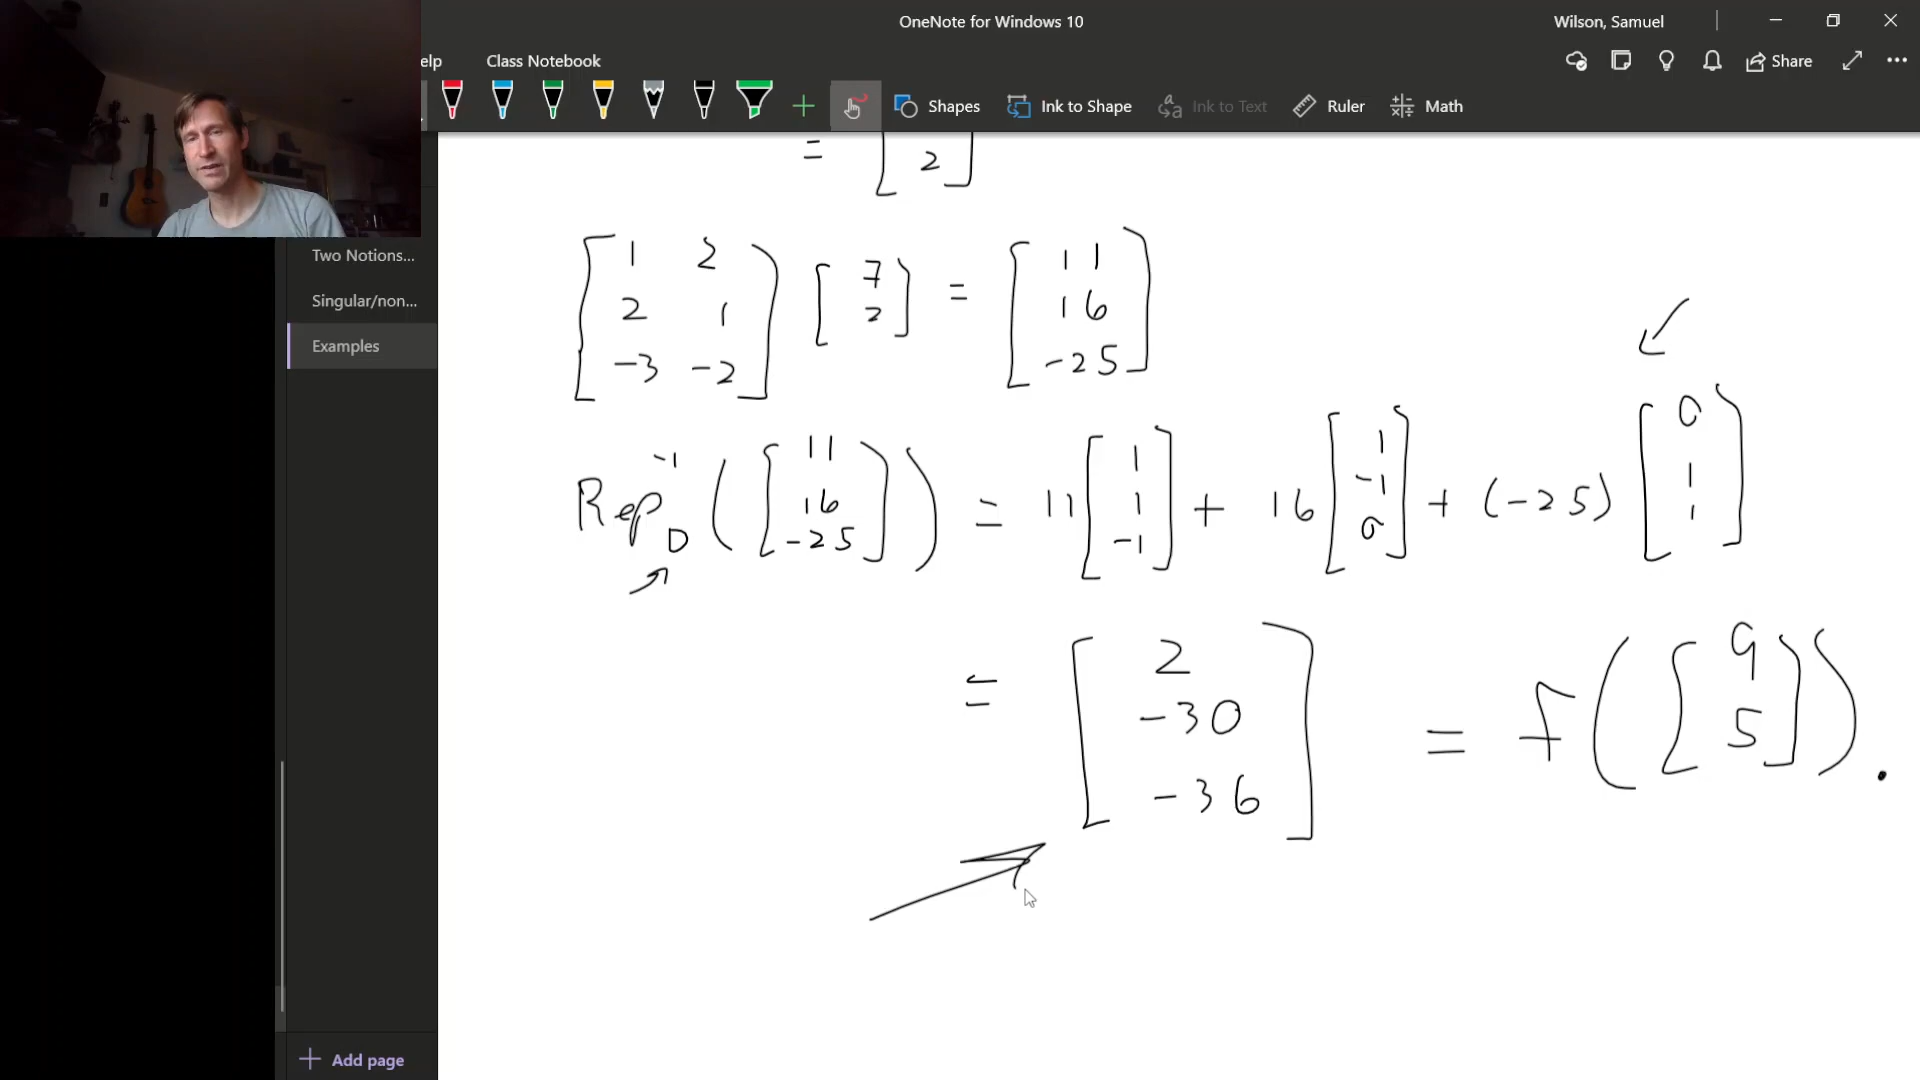 OneNote for Windows 10
Wilson, Samuel
elp Class Notebook
Share
Shapes Ink to Shape Ink to Text Ruler Math
= [ 2 ]
Two Notions...
Singular/non...
Examples
[ 1 2
2 1
-3 -2 ] [ 7
2 ] = [ 11
16
-25 ]
Rep_D^-1 ( [ 11
16
-25 ] ) = 11 [ 1
1
-1 ] + 16 [ 1
-1
0 ] + (-25) [ 0
1
1 ]
= [ 2
-30
-36 ] = f ( [ 9
5 ] ) .
Add page